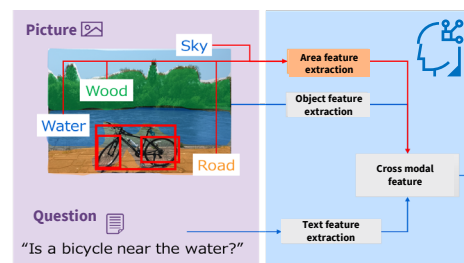 Picture
Sky
Wood
Water
Road
Area feature
extraction
Object feature
extraction
Cross modal
feature
Question
Text feature
extraction
“Is a bicycle near the water?”